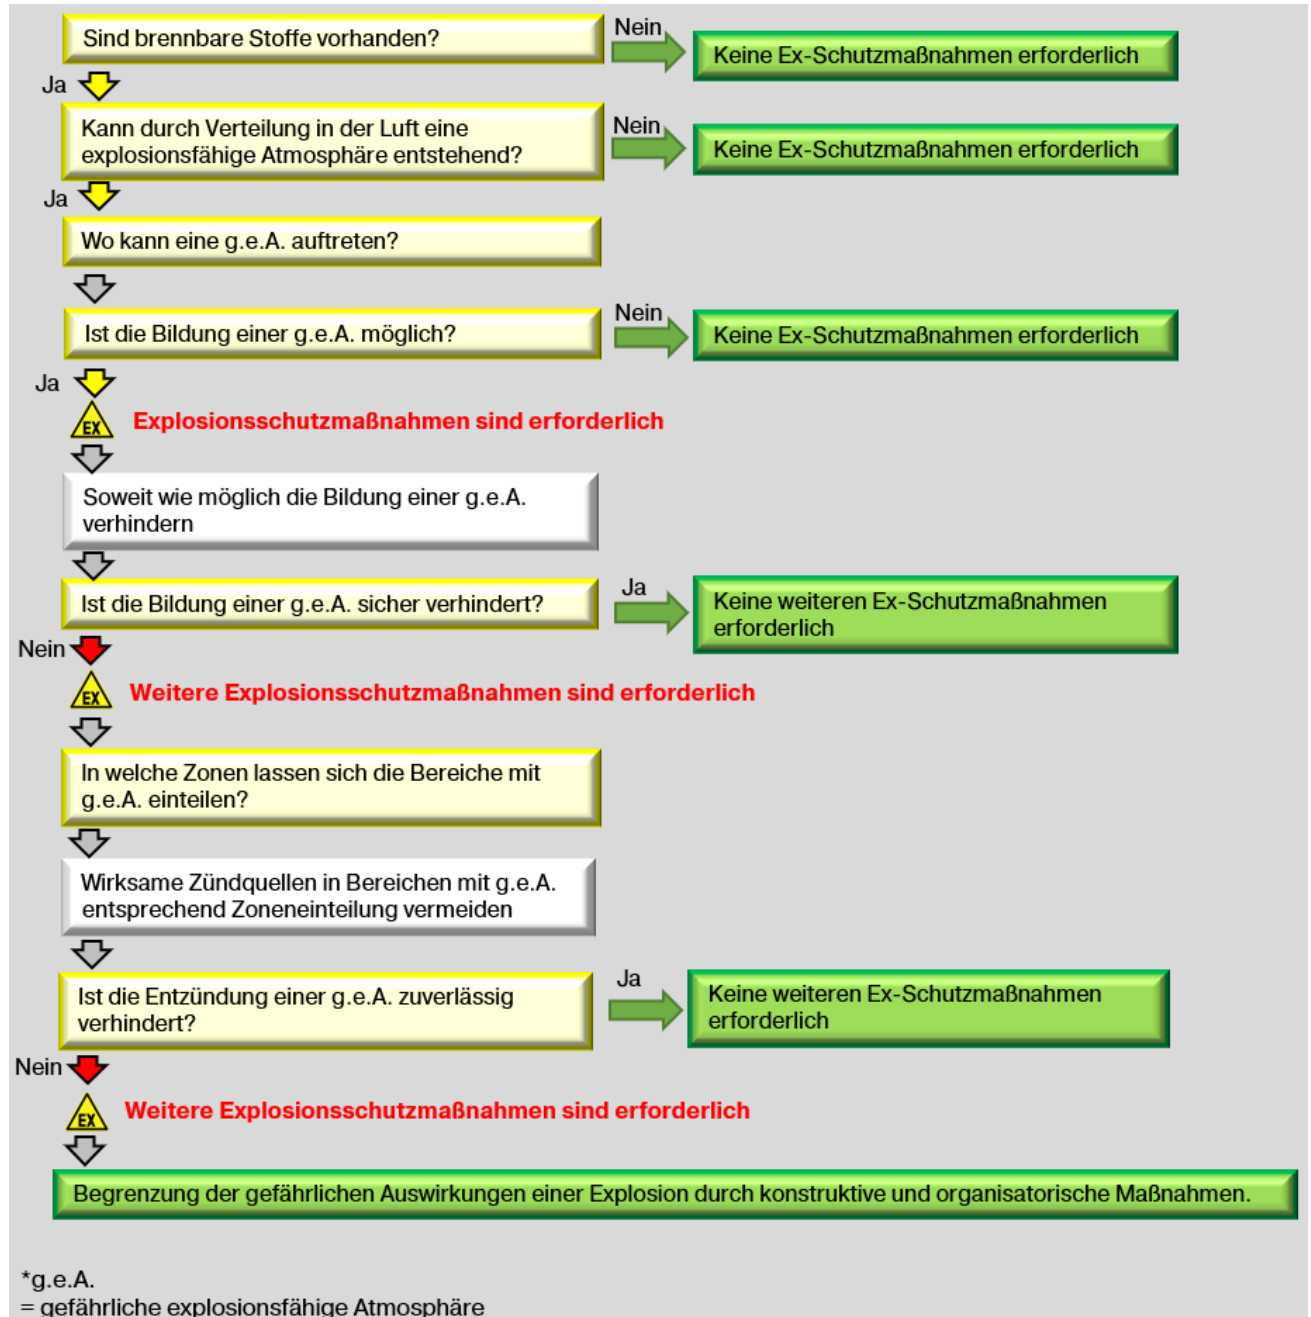 Sind brennbare Stoffe vorhanden?
Nein
Keine Ex-Schutzmaßnahmen erforderlich
Ja
Kann durch Verteilung in der Luft eine
explosionsfähige Atmosphäre entstehend?
Nein
Keine Ex-Schutzmaßnahmen erforderlich
Ja
Wo kann eine g.e.A. auftreten?
Ist die Bildung einer g.e.A. möglich?
Nein
Keine Ex-Schutzmaßnahmen erforderlich
Ja
EX
Explosionsschutzmaßnahmen sind erforderlich
Soweit wie möglich die Bildung einer g.e.A.
verhindern
Ist die Bildung einer g.e.A. sicher verhindert?
Ja
Keine weiteren Ex-Schutzmaßnahmen
erforderlich
Nein
EX
Weitere Explosionsschutzmaßnahmen sind erforderlich
In welche Zonen lassen sich die Bereiche mit
g.e.A. einteilen?
Wirksame Zündquellen in Bereichen mit g.e.A.
entsprechend Zoneneinteilung vermeiden
Ist die Entzündung einer g.e.A. zuverlässig
verhindert?
Ja
Keine weiteren Ex-Schutzmaßnahmen
erforderlich
Nein
EX
Weitere Explosionsschutzmaßnahmen sind erforderlich
Begrenzung der gefährlichen Auswirkungen einer Explosion durch konstruktive und organisatorische Maßnahmen.
*g.e.A.
= gefährliche explosionsfähige Atmosphäre